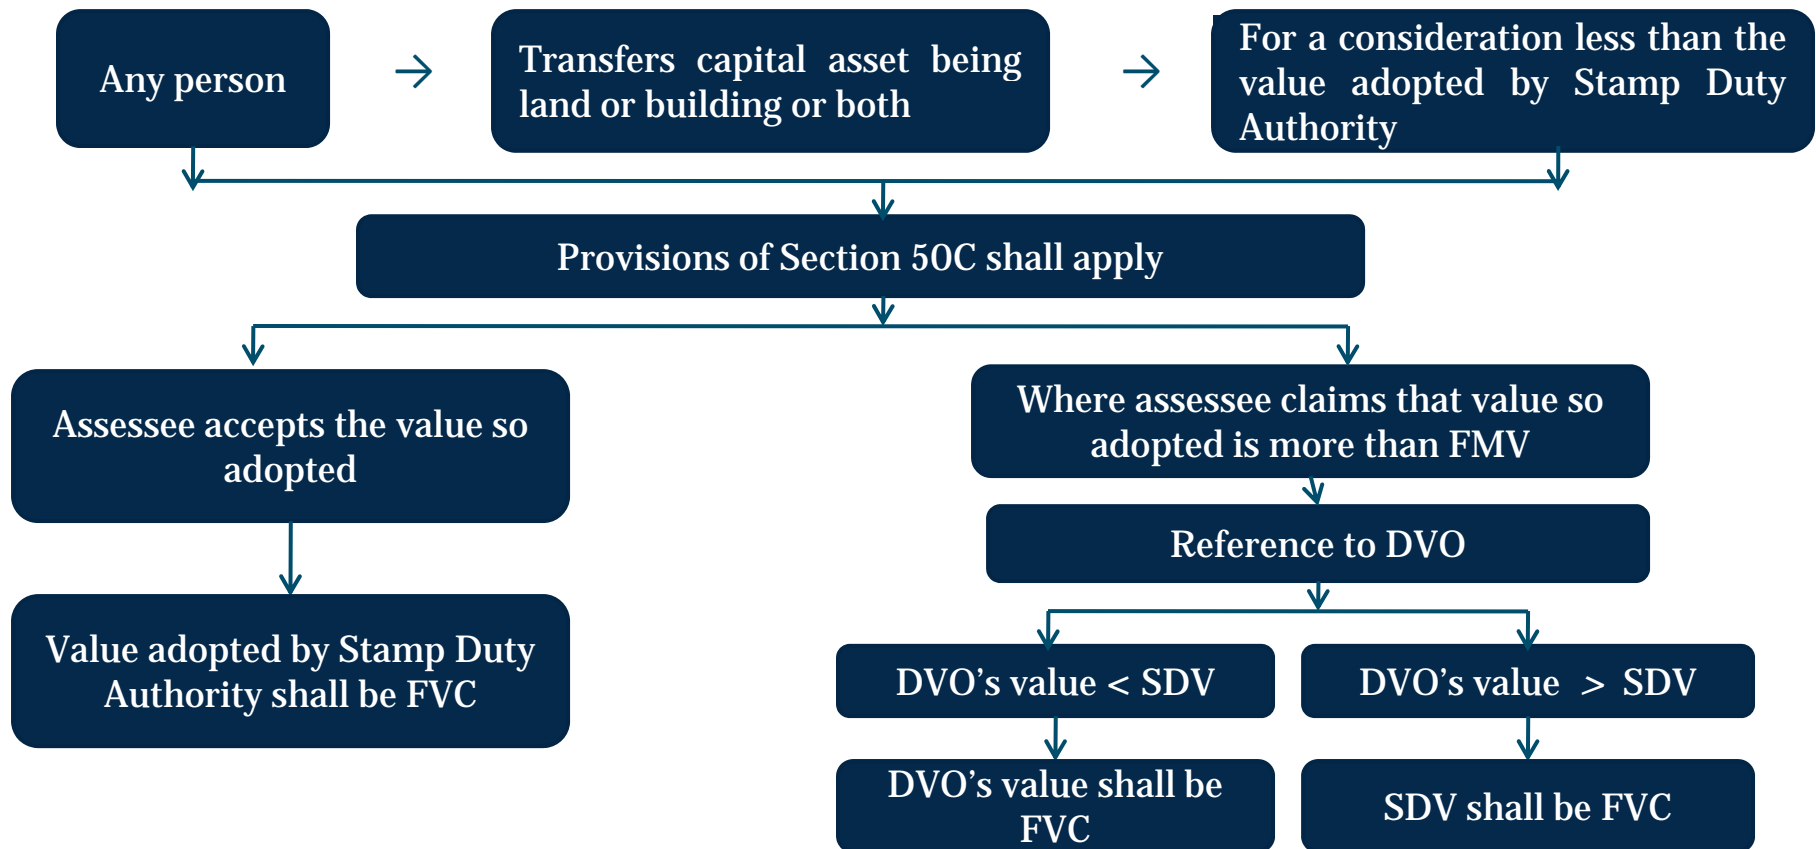 Any person
Transfers capital asset being
land or building or both
For a consideration less than the
value adopted by Stamp Duty
Authority
Provisions of Section 50C shall apply
Assessee accepts the value so
adopted
Where assessee claims that value so
adopted is more than FMV
Reference to DVO
Value adopted by Stamp Duty
Authority shall be FVC
DVO’s value < SDV
DVO’s value > SDV
DVO’s value shall be
FVC
SDV shall be FVC